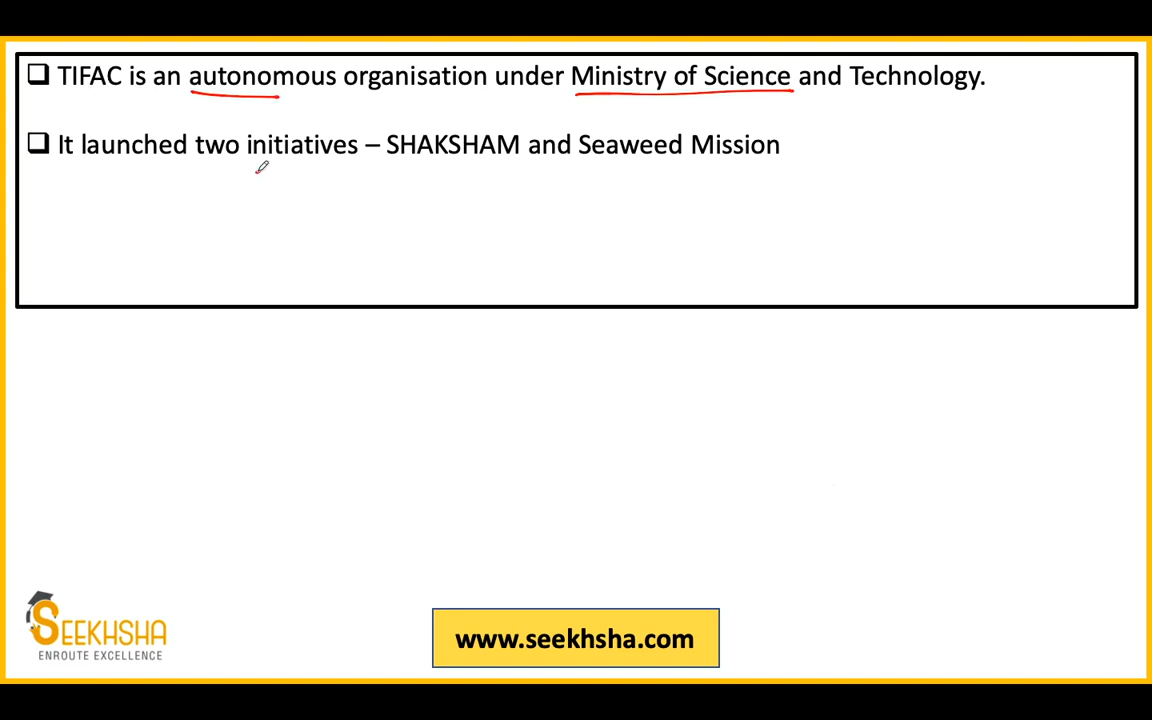 TIFAC is an autonomous organisation under Ministry of Science and Technology.
It launched two initiatives – SHAKSHAM and Seaweed Mission
SEEKHSHA
ENROUTE EXCELLENCE
www.seekhsha.com